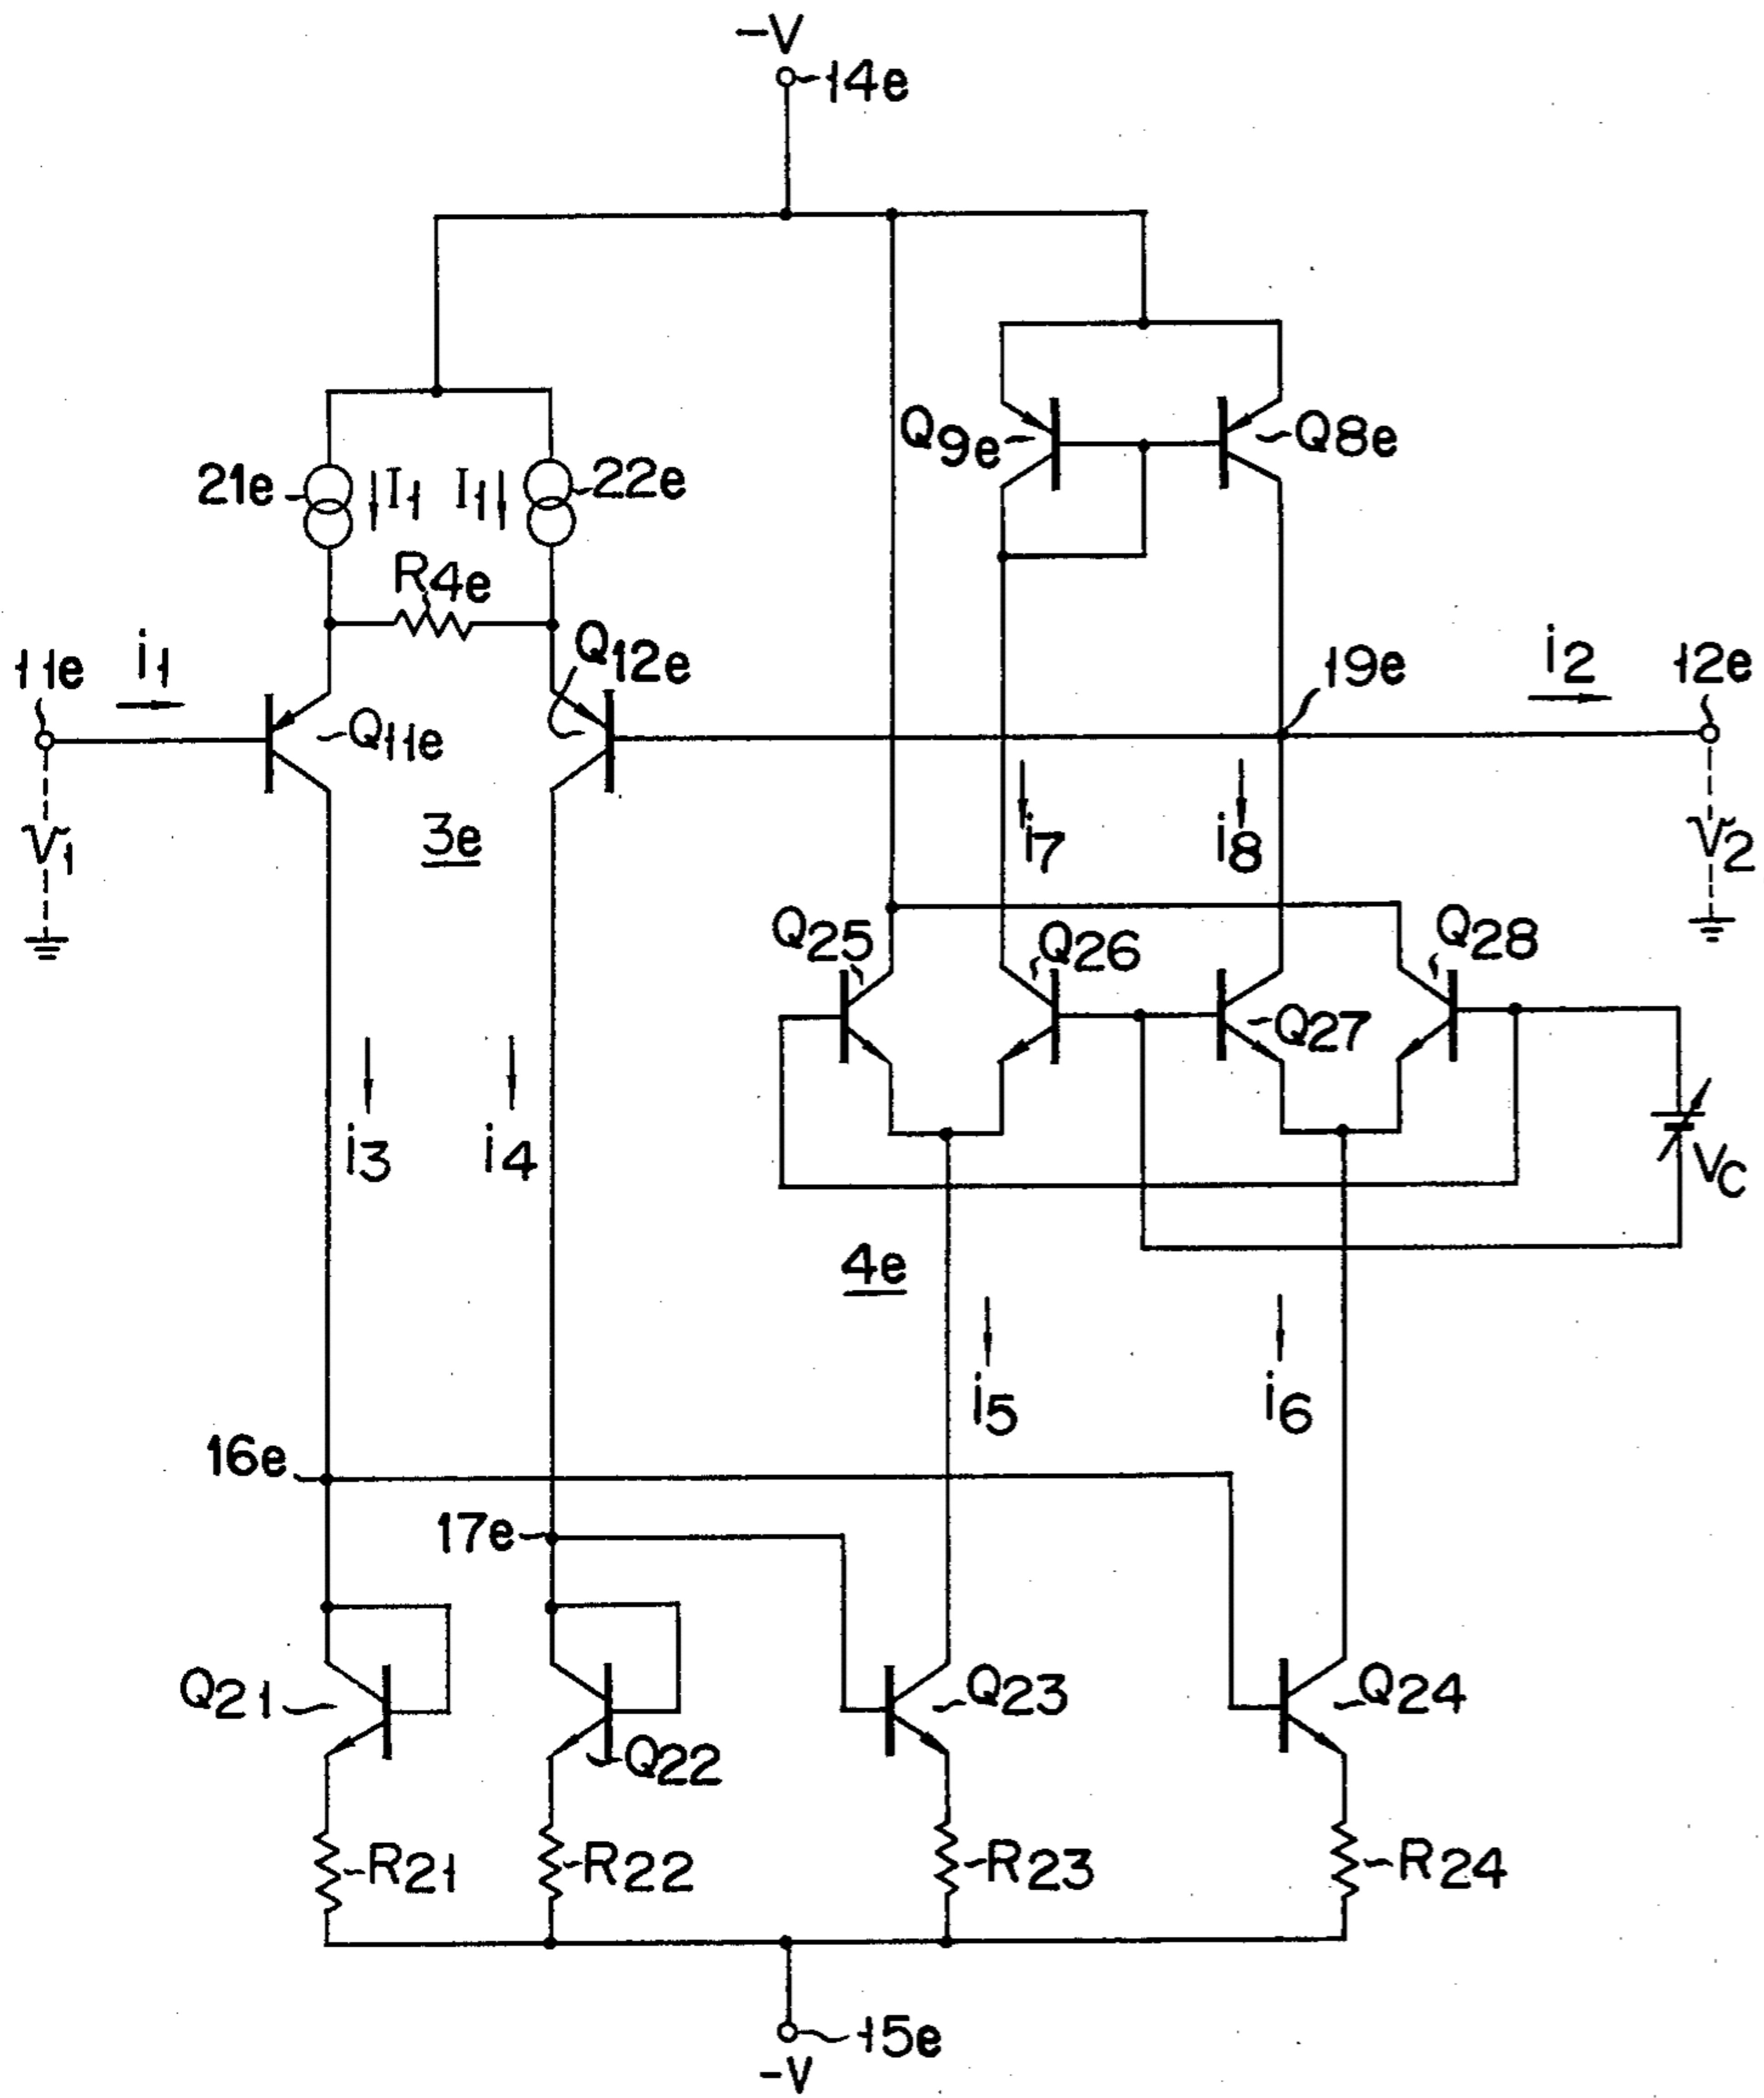 -V
14e
Q9e
Q8e
21e
I1
I1
22e
R4e
11e
i1
Q12e
19e
i2
12e
Q11e
3e
V1
i7
i8
V2
Q25
Q26
Q28
Q27
i3
i4
VC
4e
i5
i6
16e
17e
Q21
Q22
Q23
Q24
R21
R22
R23
R24
15e
-V